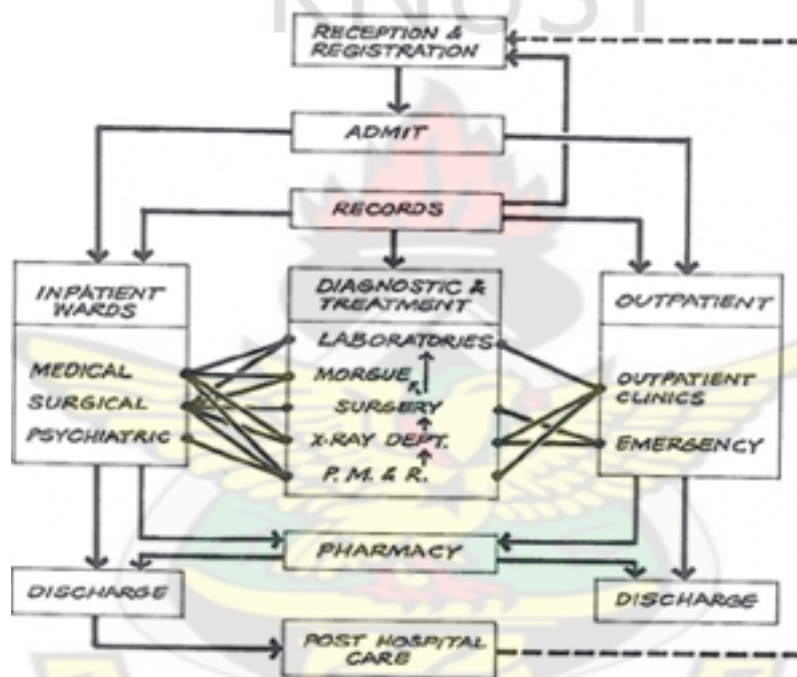 KNUST
RECEPTION &
REGISTRATION
ADMIT
RECORDS
INPATIENT
WARDS
MEDICAL
SURGICAL
PSYCHIATRIC
DIAGNOSTIC &
TREATMENT
LABORATORIES
MORGUE
SURGERY
X-RAY DEPT.
P. M. & R.
OUTPATIENT
OUTPATIENT
CLINICS
EMERGENCY
PHARMACY
DISCHARGE
DISCHARGE
POST HOSPITAL
CARE